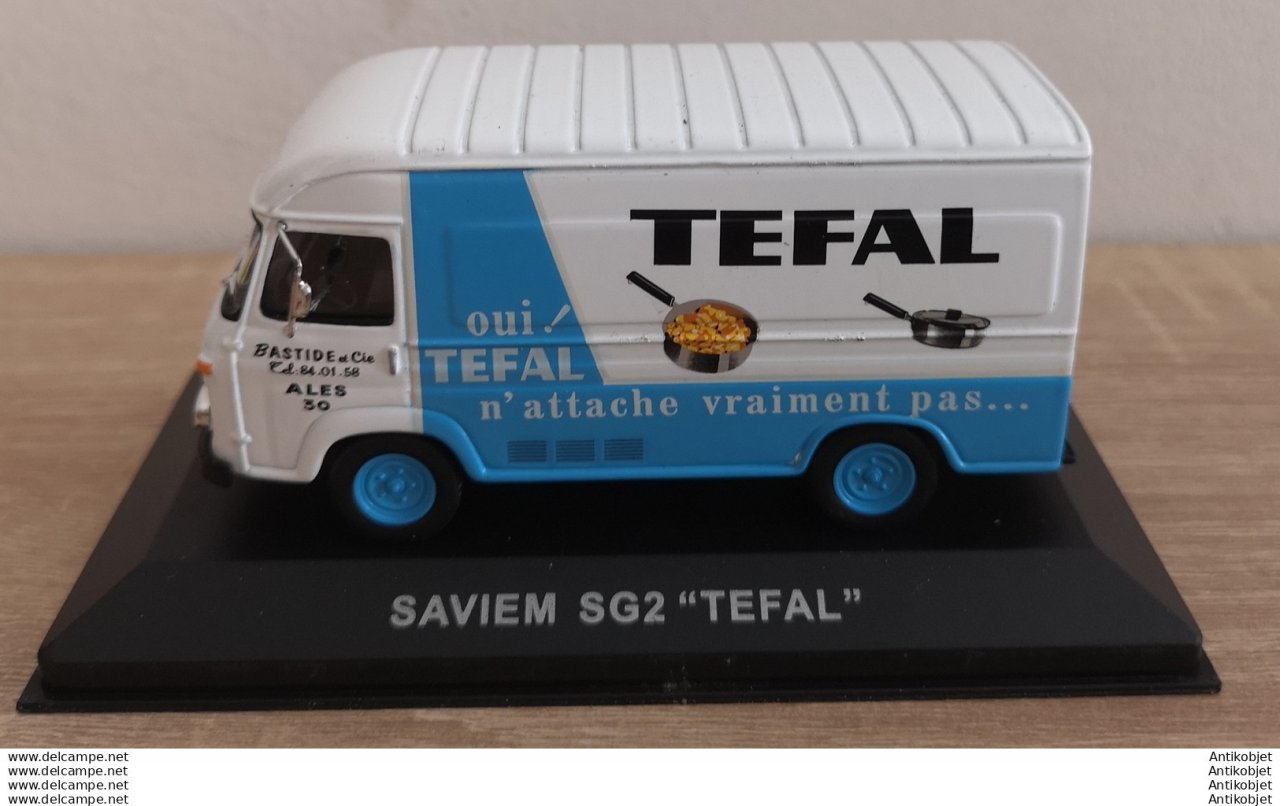 TEFAL
oui!
TEFAL
n'attache vraiment pas...
BASTIDE et Cie
Tel: 84.01.58
ALES
30
SAVIEM SG2 “TEFAL”
www.delcampe.net
www.delcampe.net
www.delcampe.net
www.delcampe.net
Antikobjet
Antikobjet
Antikobjet
Antikobjet